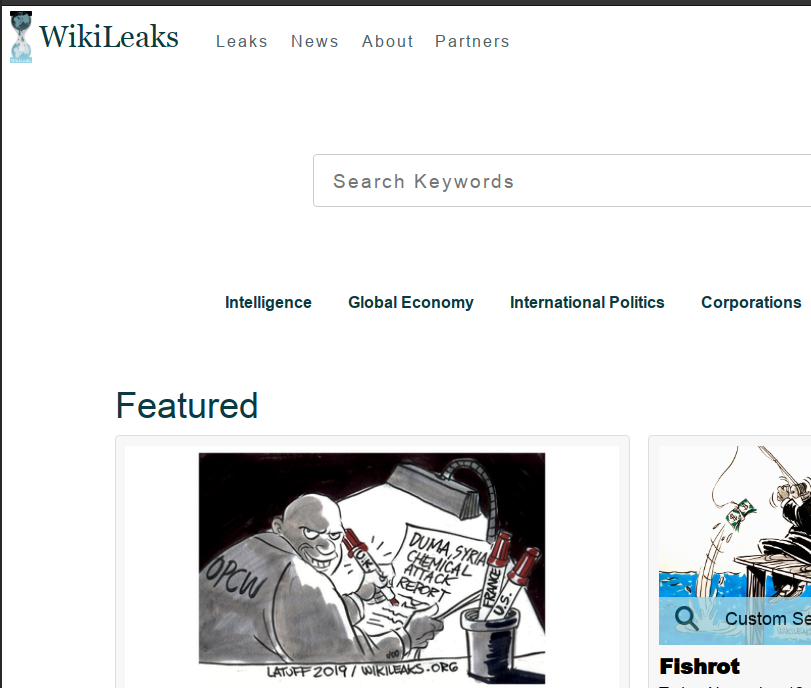 WikiLeaks
Leaks News About Partners
Search Keywords
Intelligence Global Economy International Politics Corporations
Featured
OPCW
DUMA, SYRIA
CHEMICAL
ATTACK
REPORT
FRANCE
U.S.
LATUFF 2019 / WIKILEAKS.ORG
Custom Se
Fishrot